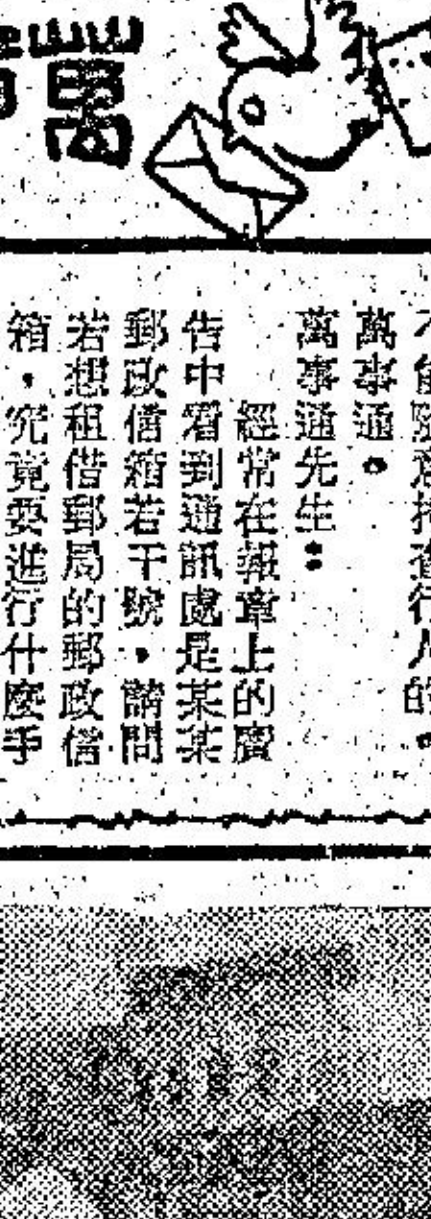 萬
萬事通。
萬事通先生：
經常在報章上的廣
告中看到通訊處是某某
郵政信箱若干號，請問
若想租借郵局的郵政信
箱，究竟要進行什麼手